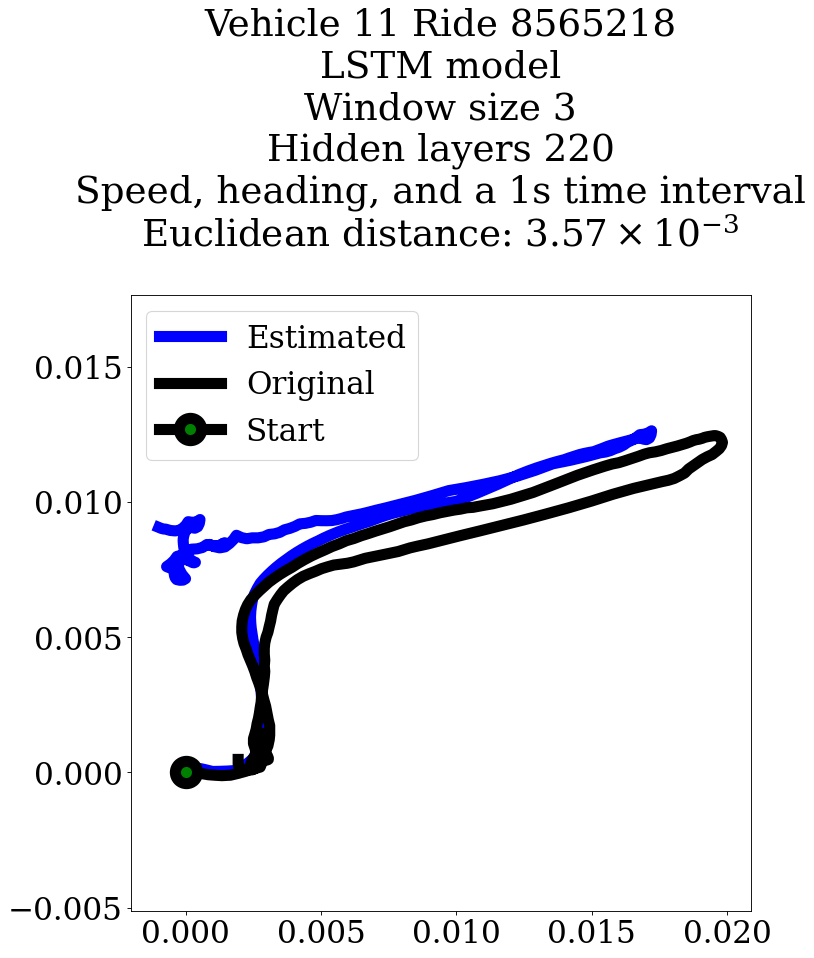 Vehicle 11 Ride 8565218
LSTM model
Window size 3
Hidden layers 220
Speed, heading, and a 1s time interval
Euclidean distance: 3.57 × 10⁻³
Estimated
Original
Start
0.015
0.010
0.005
0.000
−0.005
0.000 0.005 0.010 0.015 0.020